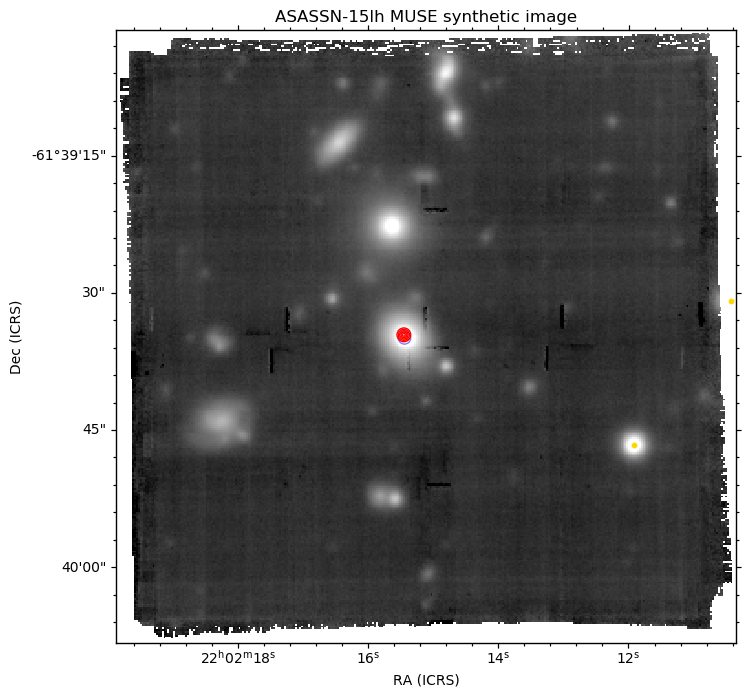 ASASSN-15lh MUSE synthetic image
-61°39'15"
30"
45"
40'00"
Dec (ICRS)
22ʰ02ᵐ18ˢ
16ˢ
14ˢ
12ˢ
RA (ICRS)